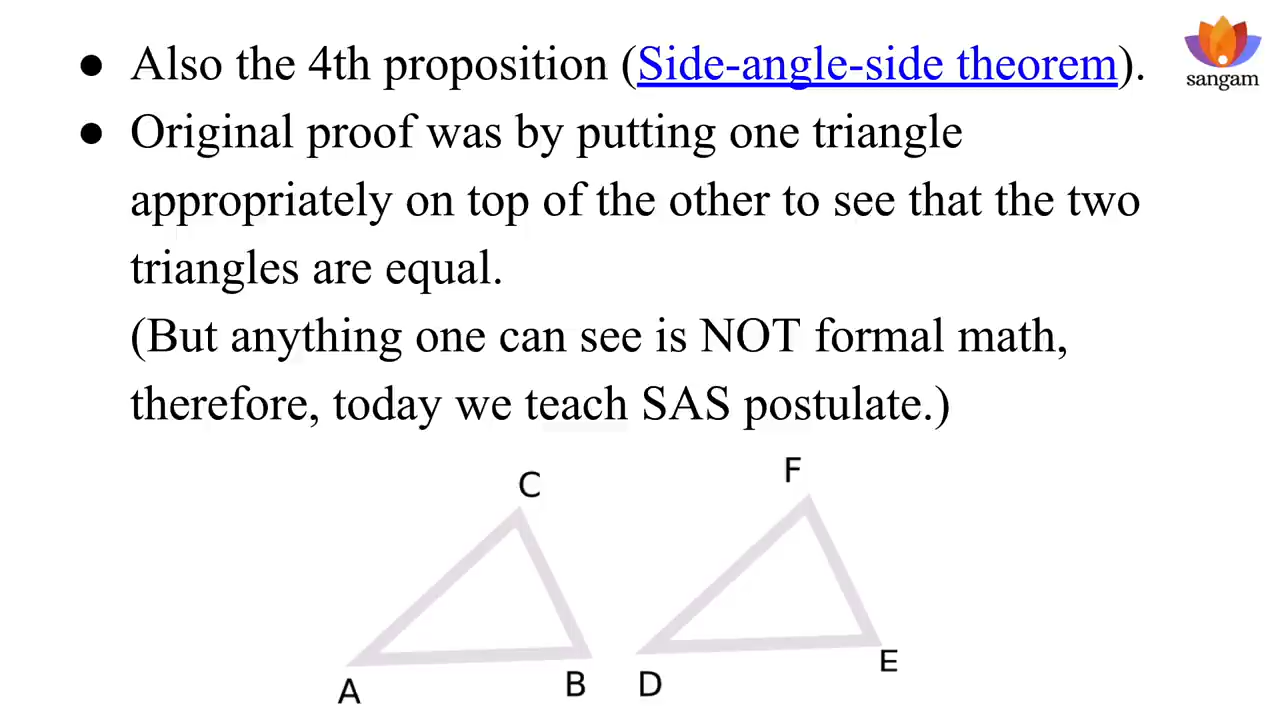 ● Also the 4th proposition (Side-angle-side theorem).
sangam
● Original proof was by putting one triangle
appropriately on top of the other to see that the two
triangles are equal.
(But anything one can see is NOT formal math,
therefore, today we teach SAS postulate.)
C
F
A
B
D
E